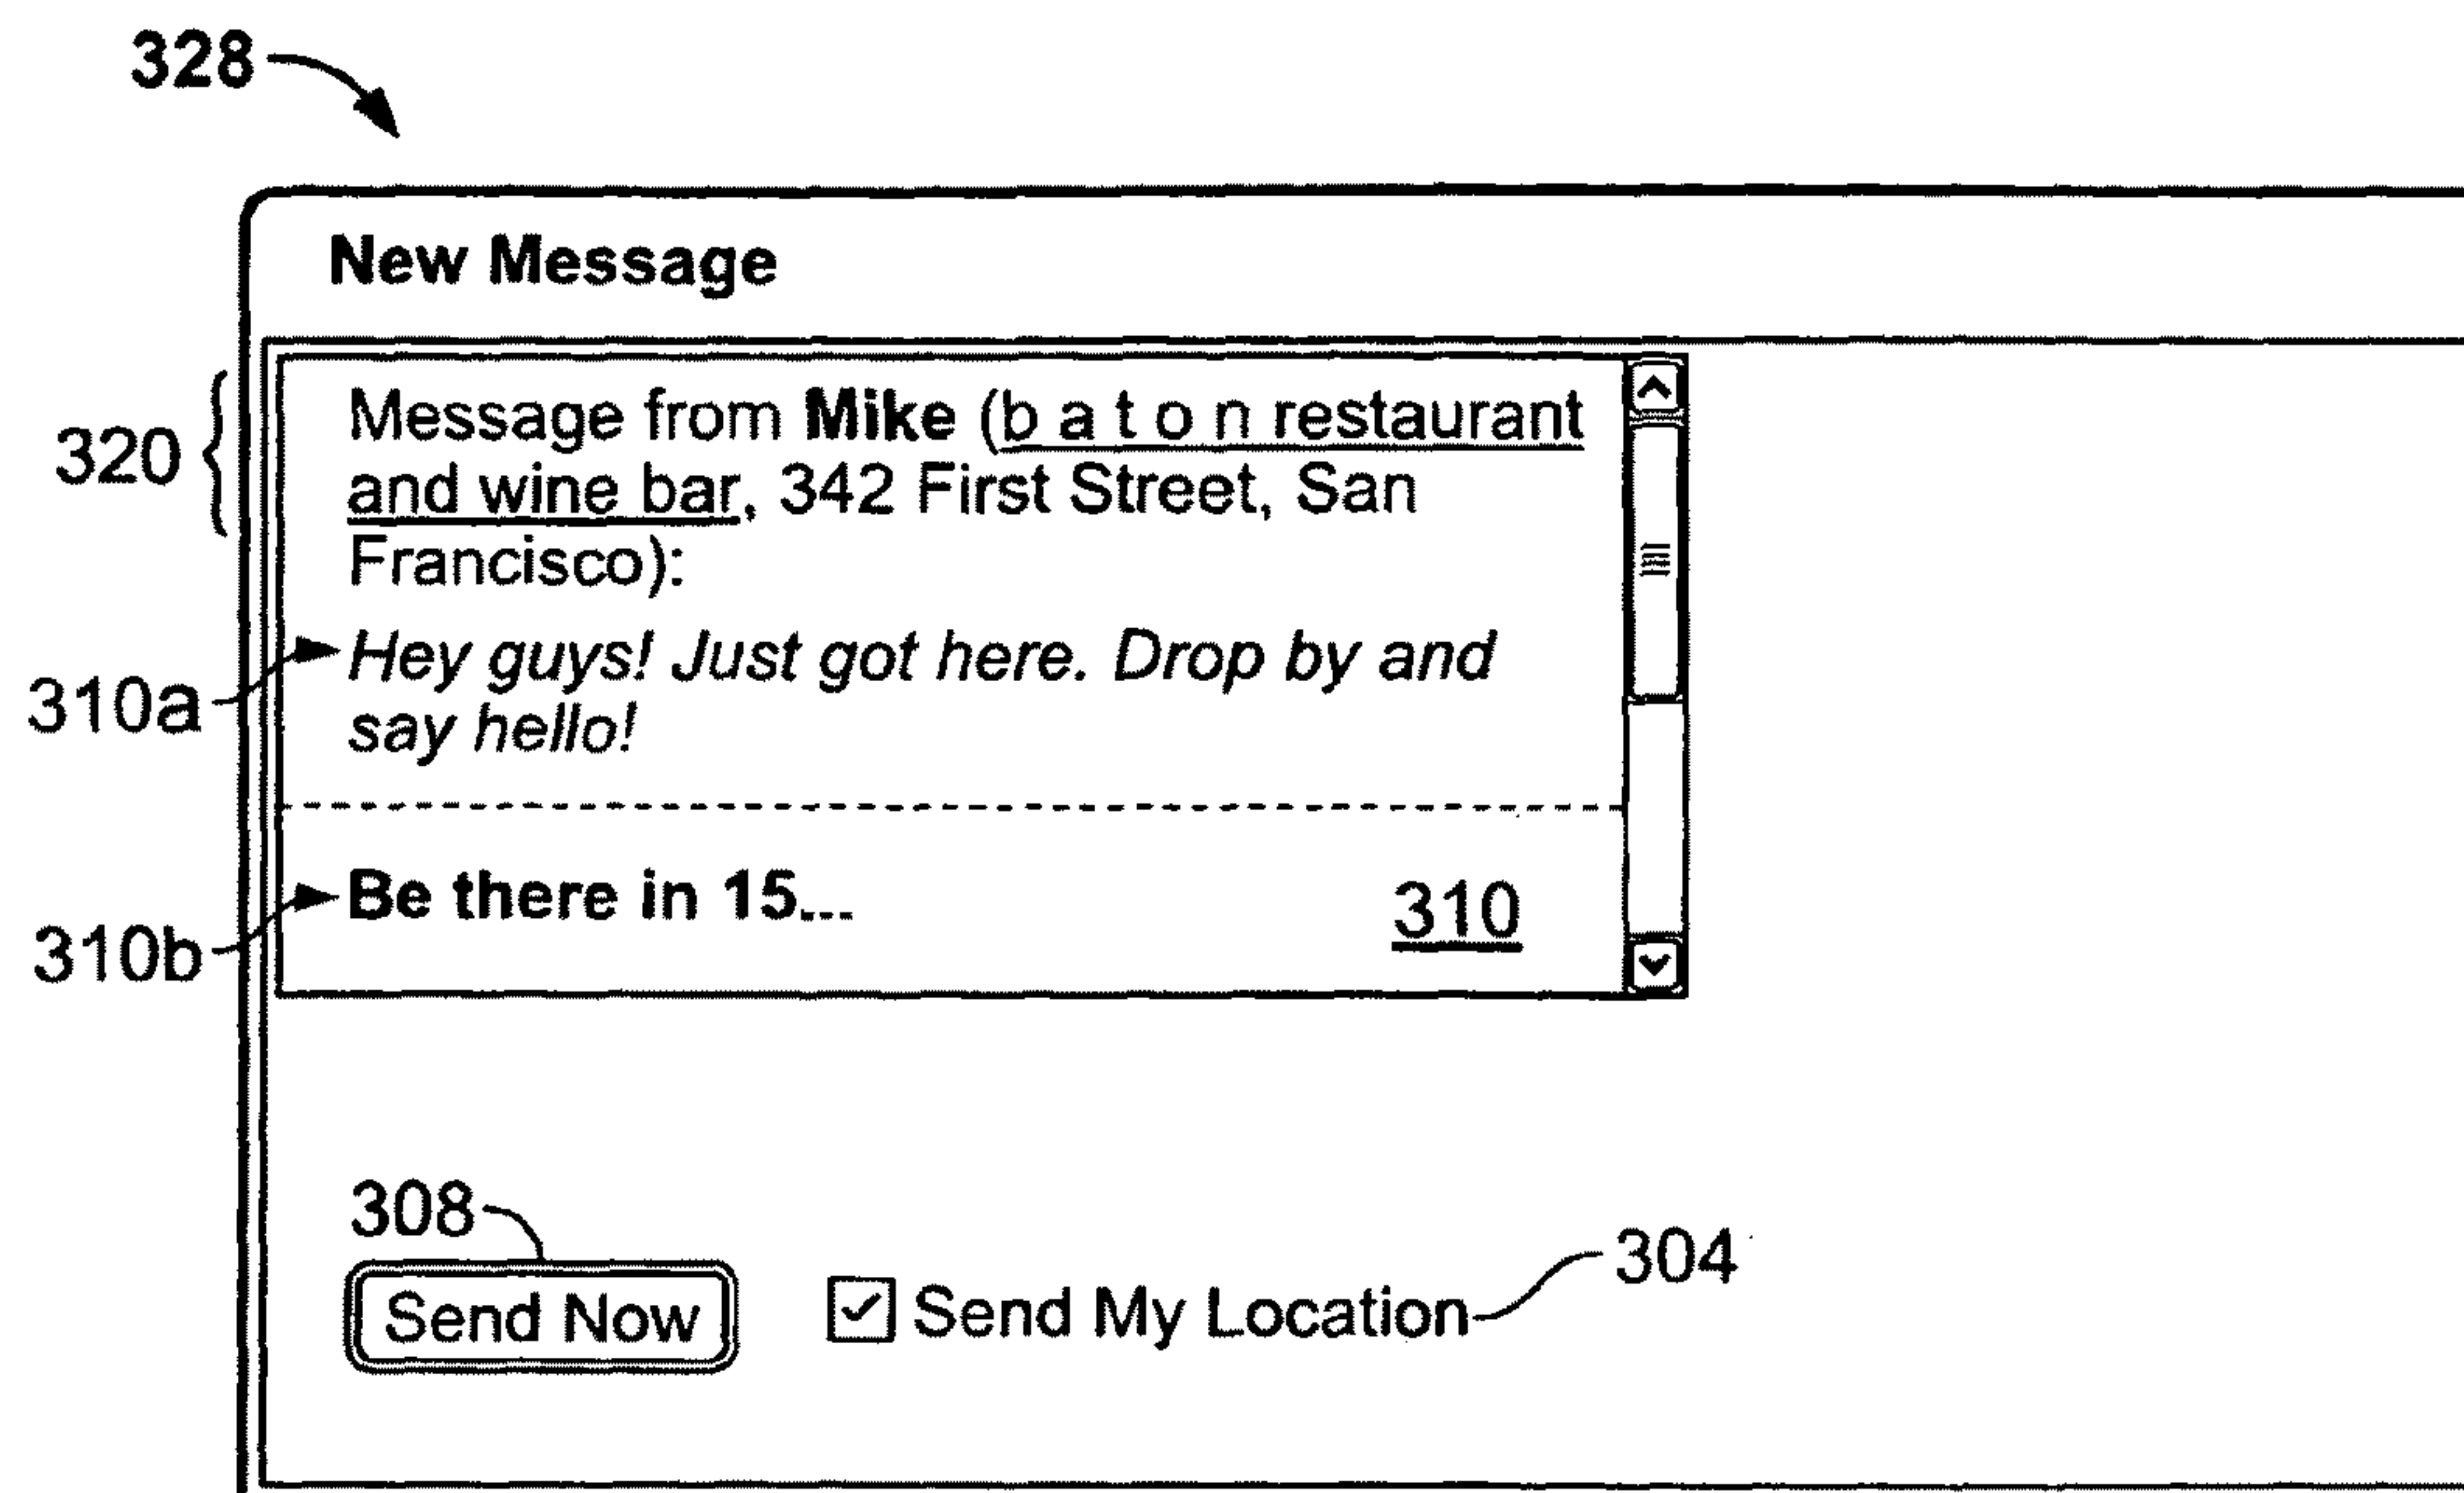 328
New Message
320
Message from Mike (b a t o n restaurant
and wine bar, 342 First Street, San
Francisco):
310a
Hey guys! Just got here. Drop by and
say hello!
310b
Be there in 15...
310
308
Send Now
Send My Location
304